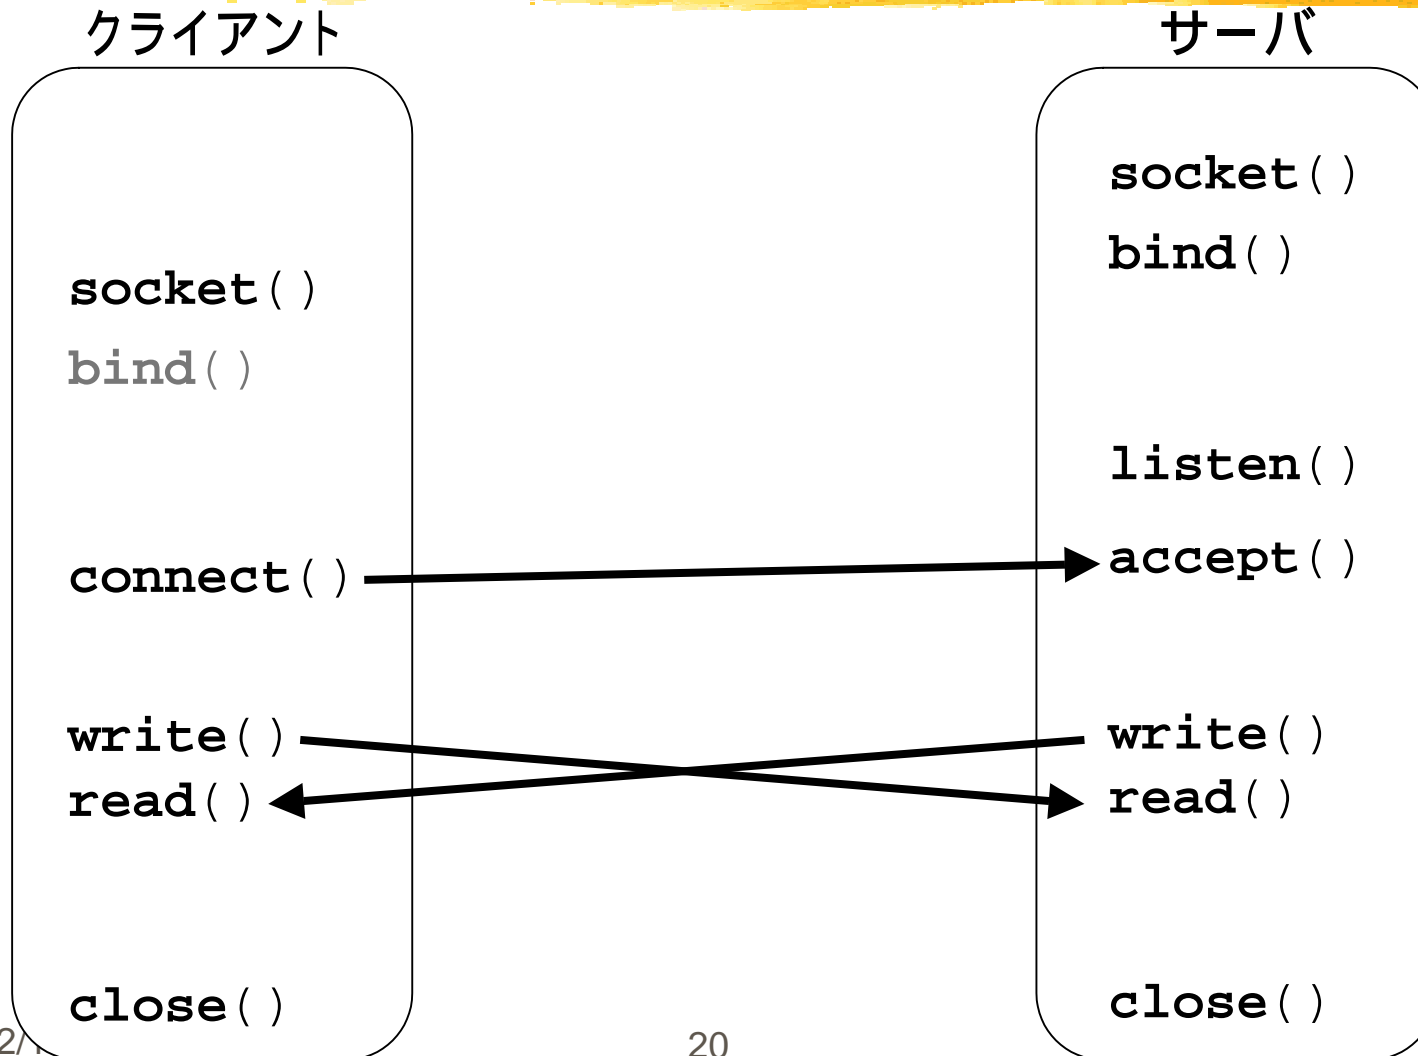 クライアント
socket()
bind()
connect()
write()
read()
close()
サーバ
socket()
bind()
listen()
accept()
write()
read()
close()
20